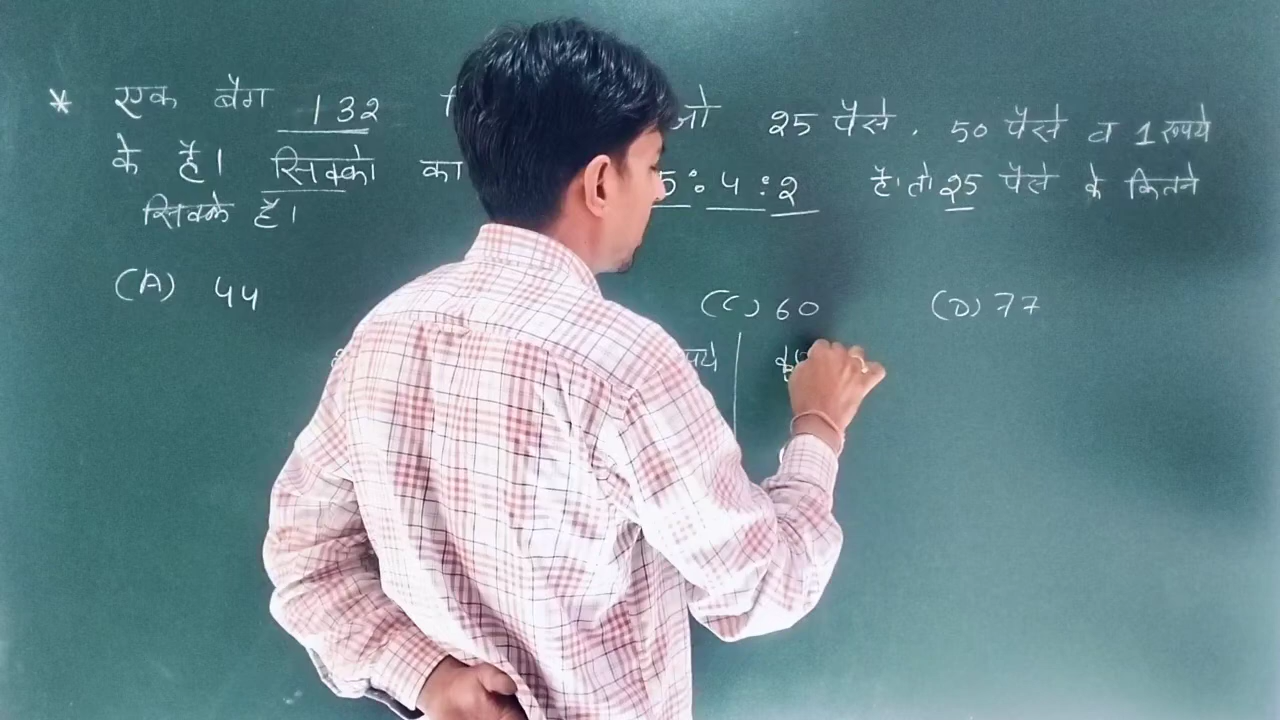 * एक बैग 132 जो 25 पैसे, 50 पैसे व 1 रुपये
के है। सिक्को का 5:4:2 है। तो 25 पैसे के कितने
सिक्के है।
(A) 44 (C) 60 (D) 77